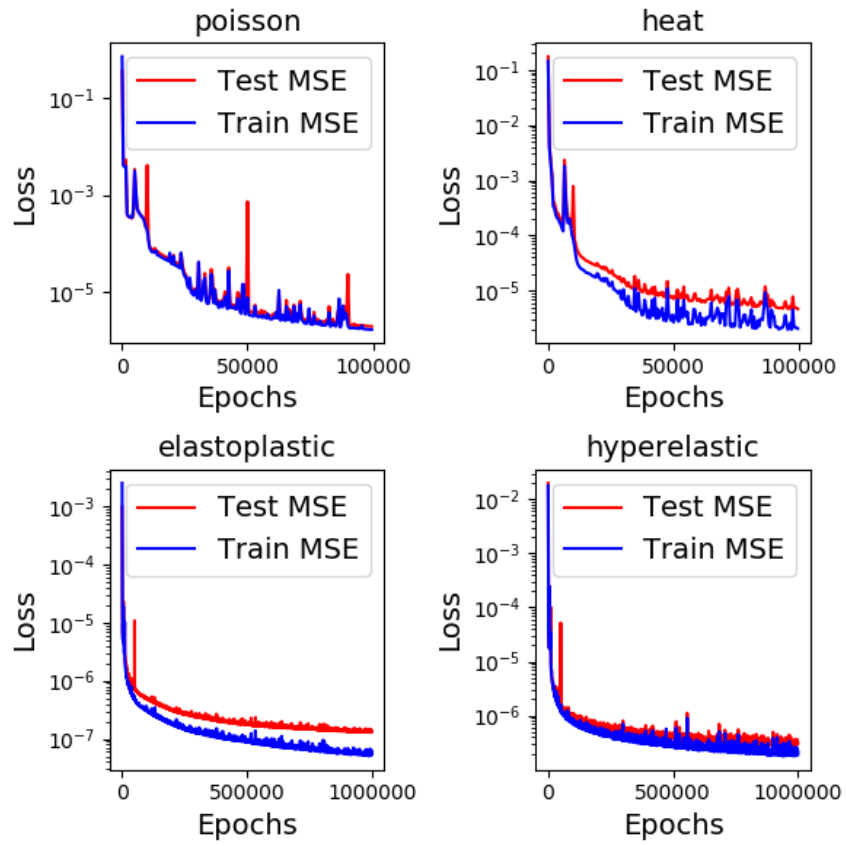 poisson
10⁻¹
10⁻³
10⁻⁵
Loss
Test MSE
Train MSE
0
50000
100000
Epochs
heat
10⁻¹
10⁻²
10⁻³
10⁻⁴
10⁻⁵
Loss
Test MSE
Train MSE
0
50000
100000
Epochs
elastoplastic
10⁻³
10⁻⁴
10⁻⁵
10⁻⁶
10⁻⁷
Loss
Test MSE
Train MSE
0
500000
1000000
Epochs
hyperelastic
10⁻²
10⁻³
10⁻⁴
10⁻⁵
10⁻⁶
Loss
Test MSE
Train MSE
0
500000
1000000
Epochs